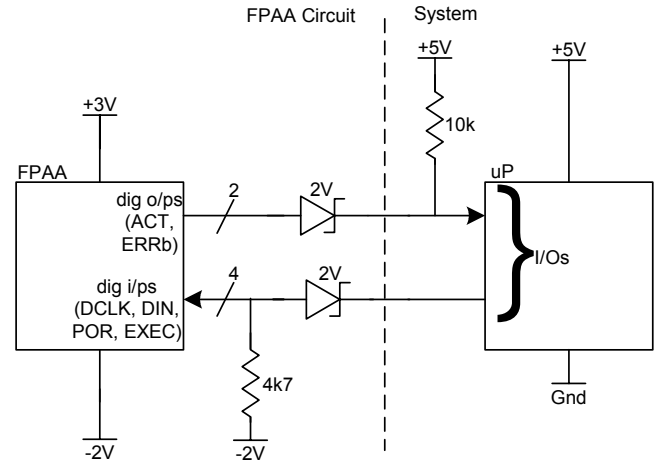 FPAA Circuit
System
+5V
+5V
+3V
10k
FPAA
uP
dig o/ps
(ACT,
ERRb)
2
2V
I/Os
dig i/ps
(DCLK, DIN,
POR, EXEC)
4
2V
4k7
Gnd
-2V
-2V